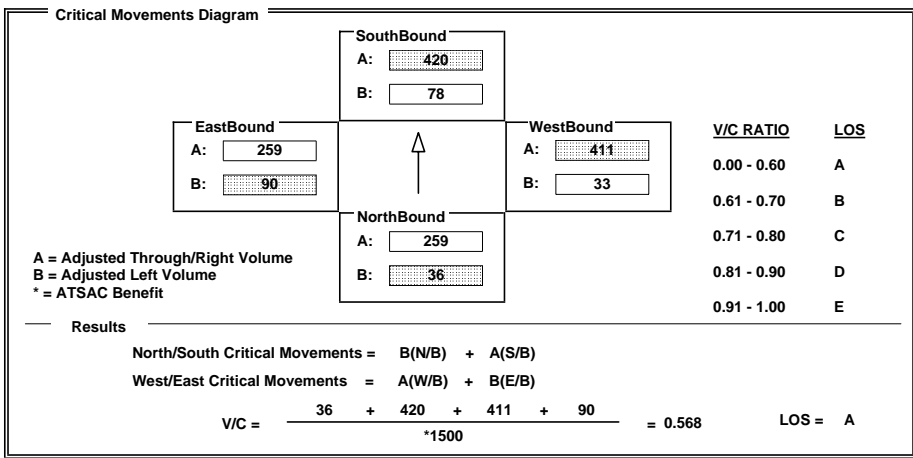 Critical Movements Diagram
SouthBound
A: 420
B: 78
EastBound
A: 259
B: 90
WestBound
A: 411
B: 33
NorthBound
A: 259
B: 36
V/C RATIO LOS
0.00 - 0.60 A
0.61 - 0.70 B
0.71 - 0.80 C
0.81 - 0.90 D
0.91 - 1.00 E
A = Adjusted Through/Right Volume
B = Adjusted Left Volume
* = ATSAC Benefit
Results
North/South Critical Movements = B(N/B) + A(S/B)
West/East Critical Movements = A(W/B) + B(E/B)
V/C = 36 + 420 + 411 + 90 = 0.568 LOS = A
*1500